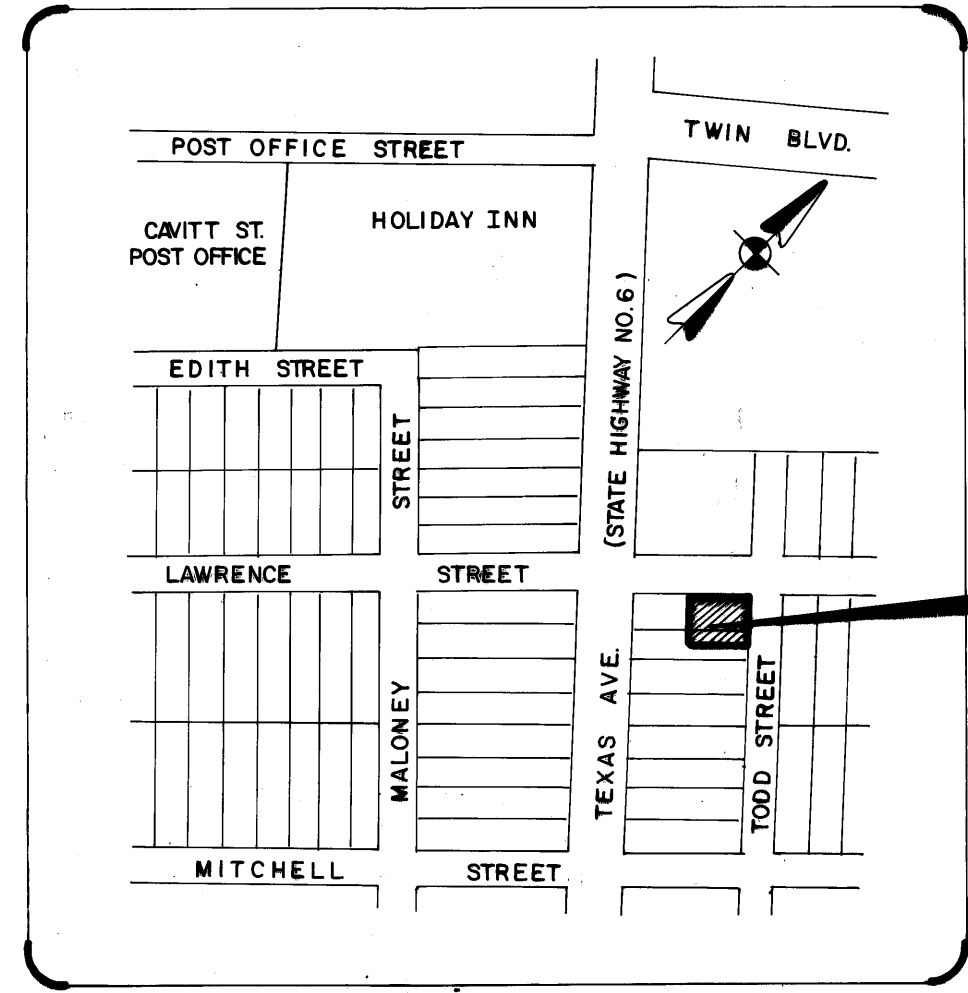 POST OFFICE STREET
TWIN BLVD.
CAVITT ST.
POST OFFICE
HOLIDAY INN
(STATE HIGHWAY NO. 6)
EDITH STREET
STREET
LAWRENCE STREET
MALONEY
TEXAS AVE.
TODD STREET
MITCHELL STREET